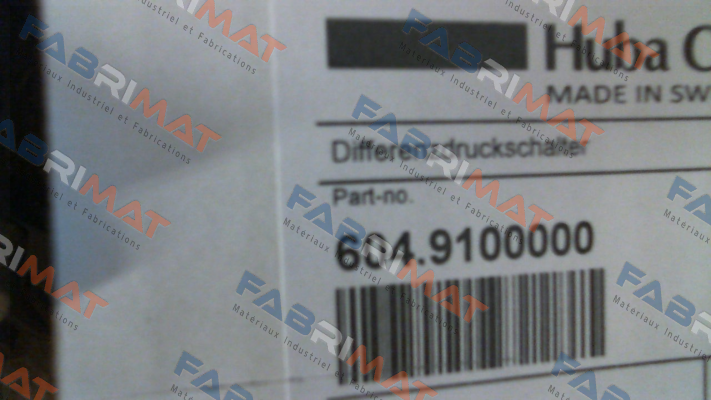 Huba C
MADE IN SW
Differenzdruckschalter
Part-no.
604.9100000
FABRIMAT
Materiaux Industriel et Fabrications